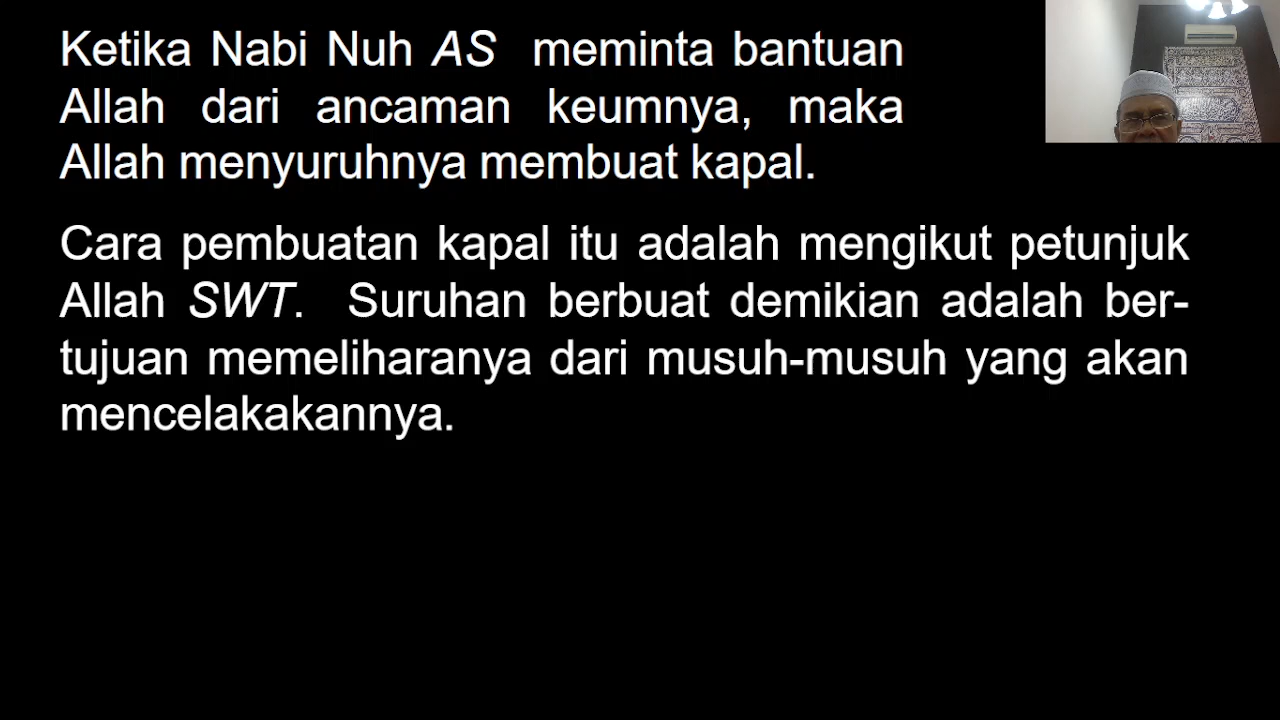 Ketika Nabi Nuh AS meminta bantuan
Allah dari ancaman keumnya, maka
Allah menyuruhnya membuat kapal.
Cara pembuatan kapal itu adalah mengikut petunjuk
Allah SWT. Suruhan berbuat demikian adalah ber-
tujuan memeliharanya dari musuh-musuh yang akan
mencelakakannya.